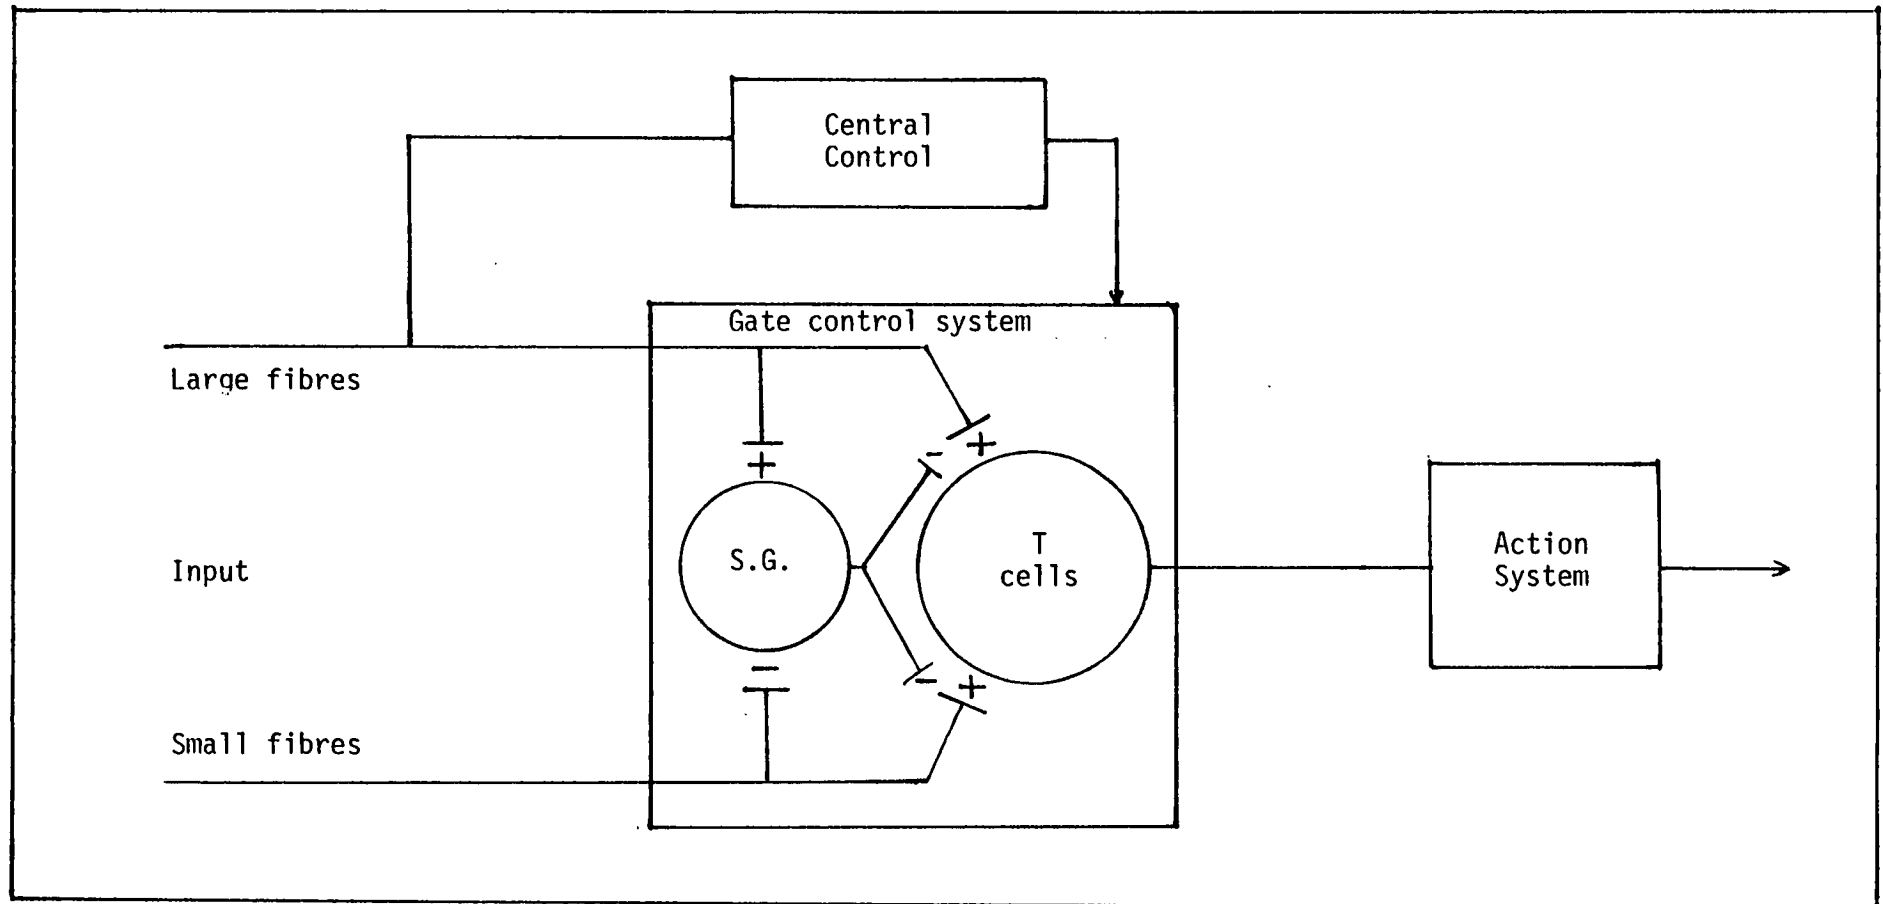 Central
Control
Gate control system
Large fibres
+
-
+
S.G.
T
cells
Input
Action
System
-
-
+
Small fibres